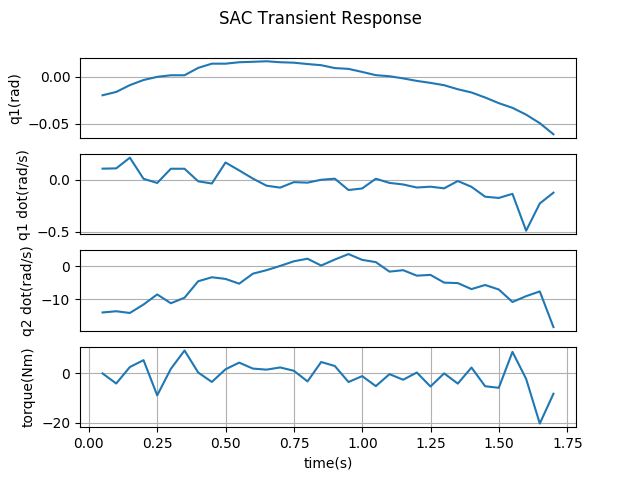 SAC Transient Response
q1(rad)
0.00
−0.05
q1 dot(rad/s)
0.0
−0.5
q2 dot(rad/s)
0
−10
torque(Nm)
0
−20
0.00 0.25 0.50 0.75 1.00 1.25 1.50 1.75
time(s)